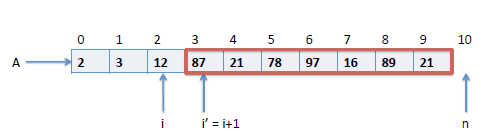 0 1 2 3 4 5 6 7 8 9 10
A 2 3 12 87 21 78 97 16 89 21
i i' = i+1 n